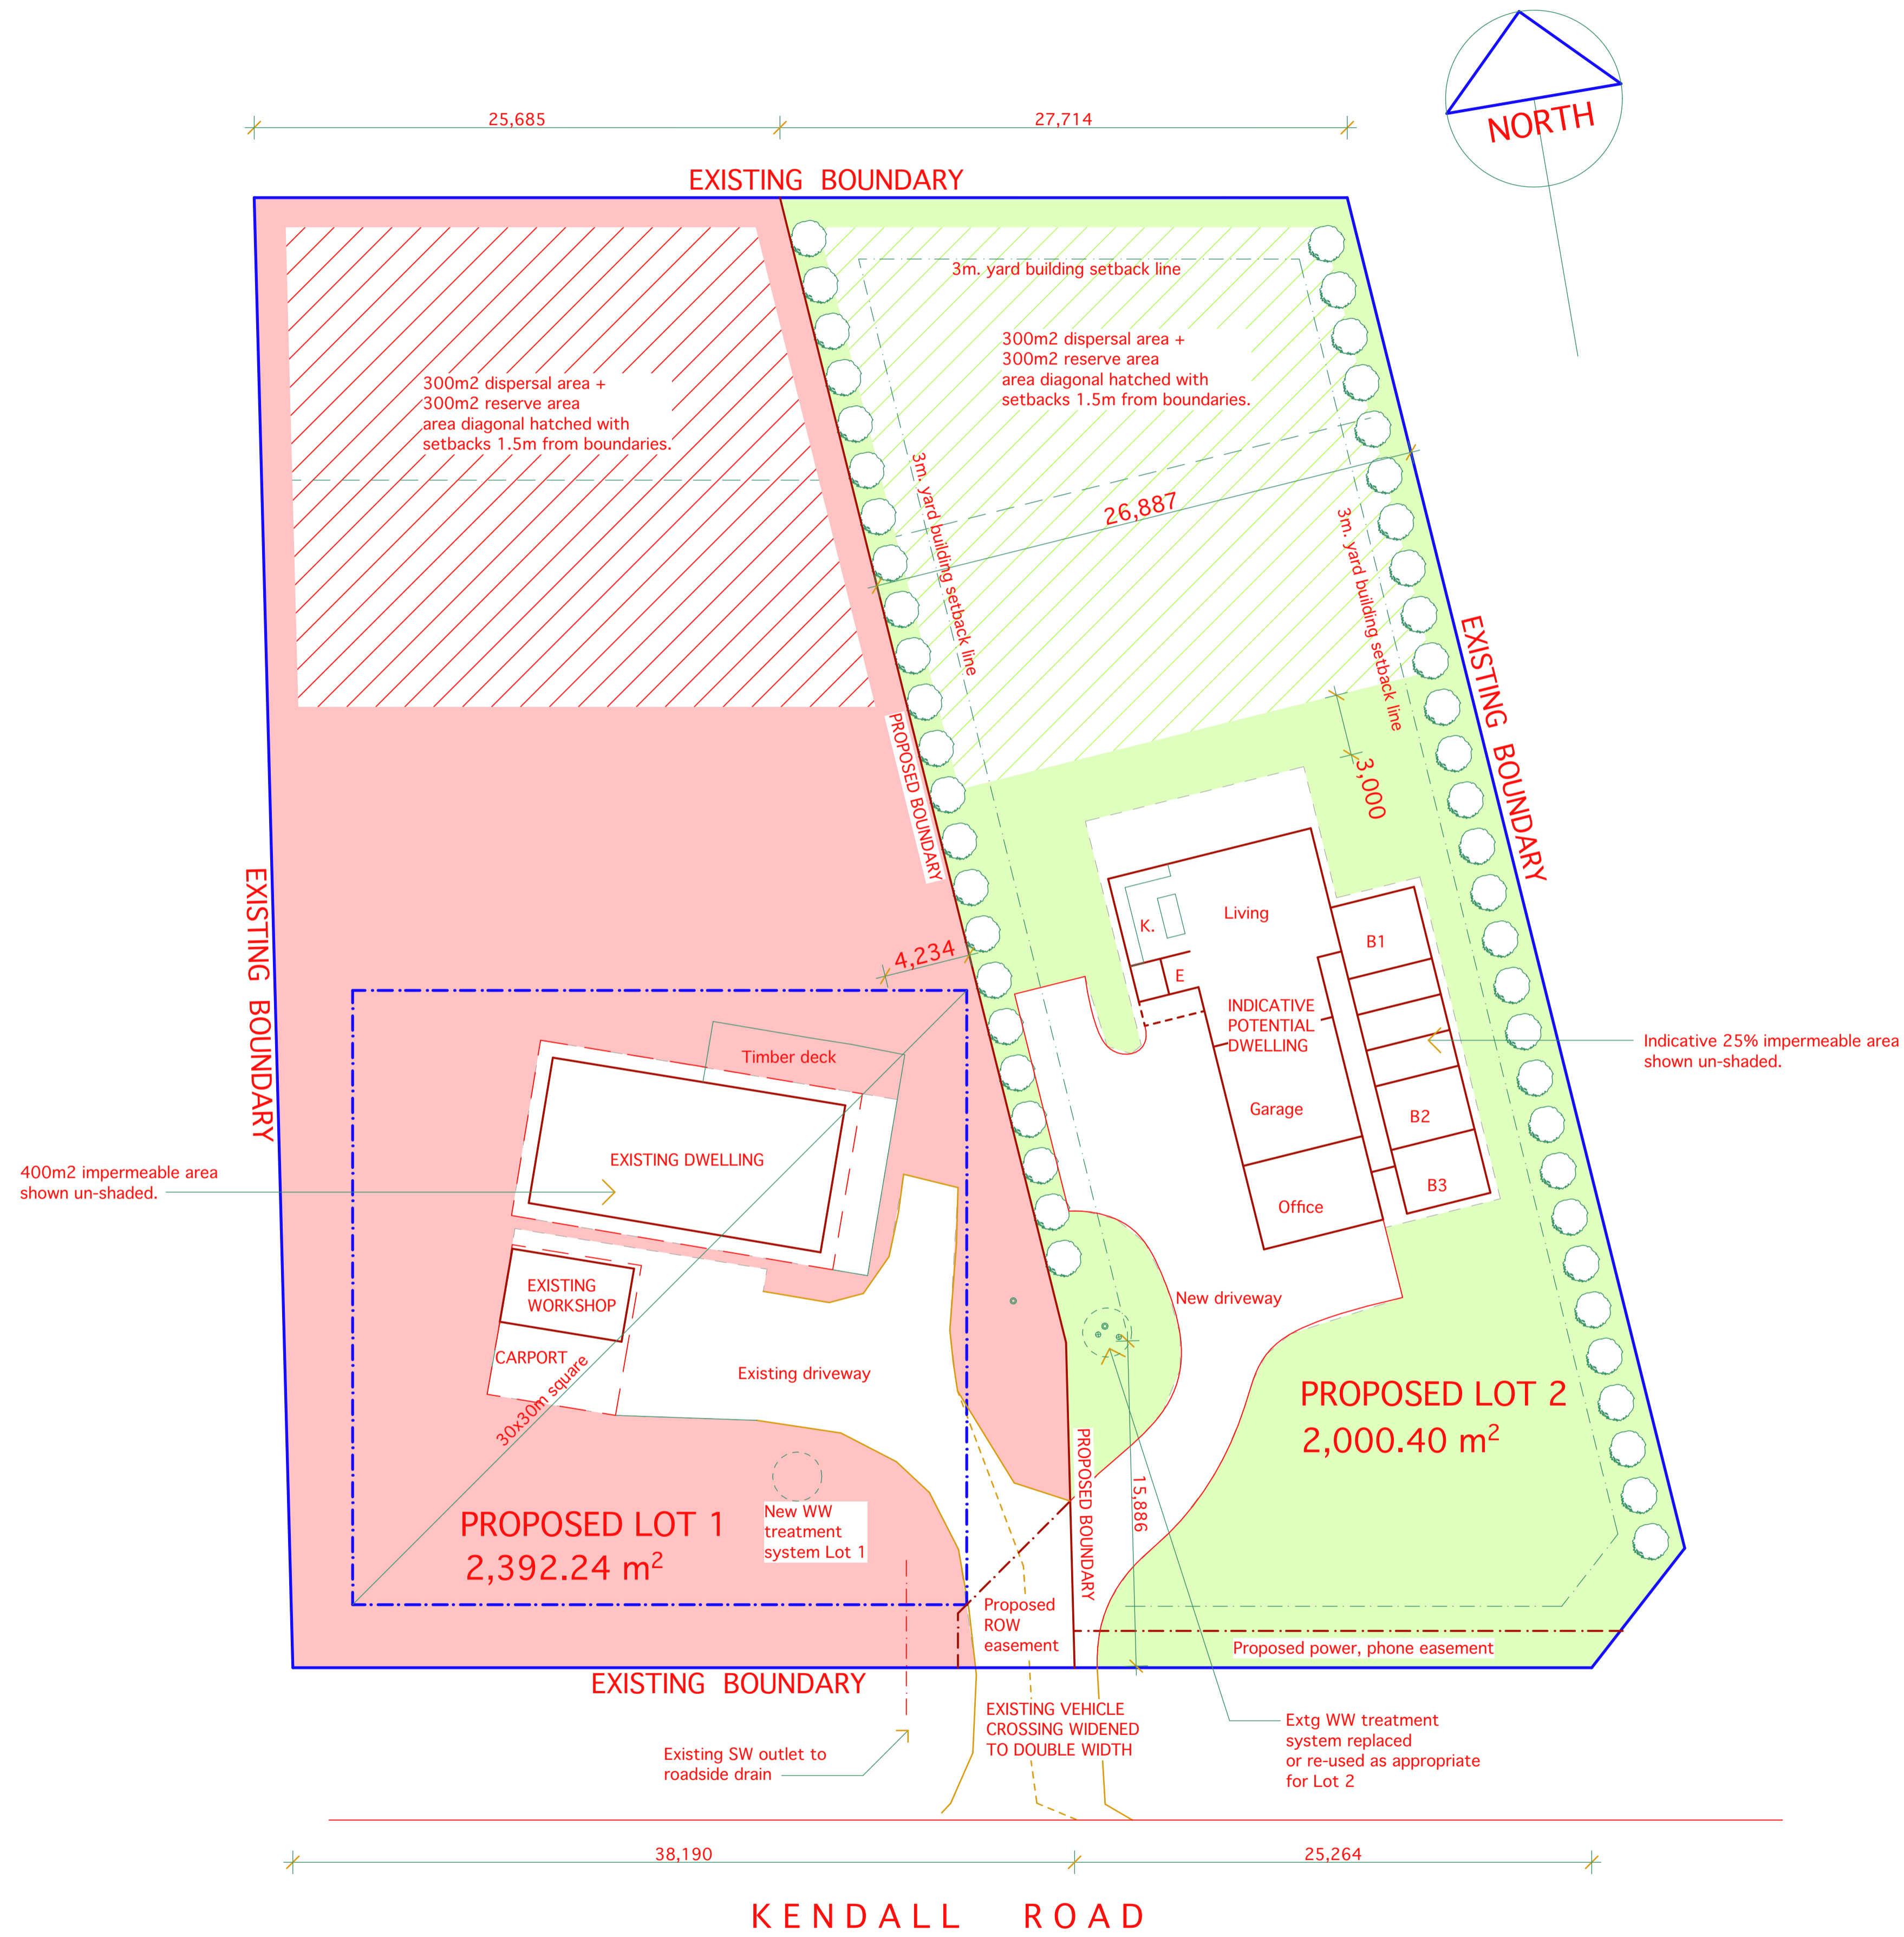 NORTH
25,685
27,714
EXISTING BOUNDARY
3m. yard building setback line
300m2 dispersal area +
300m2 reserve area
area diagonal hatched with
setbacks 1.5m from boundaries.
300m2 dispersal area +
300m2 reserve area
area diagonal hatched with
setbacks 1.5m from boundaries.
3m. yard building setback line
26,887
3m. yard building setback line
EXISTING BOUNDARY
PROPOSED BOUNDARY
3,000
EXISTING BOUNDARY
4,234
K.
Living
B1
E
INDICATIVE
POTENTIAL
DWELLING
Indicative 25% impermeable area
shown un-shaded.
Timber deck
Garage
B2
EXISTING DWELLING
400m2 impermeable area
shown un-shaded.
B3
Office
EXISTING
WORKSHOP
New driveway
CARPORT
30x30m square
Existing driveway
PROPOSED LOT 2
2,000.40 m2
PROPOSED BOUNDARY
15,886
PROPOSED LOT 1
2,392.24 m2
New WW
treatment
system Lot 1
Proposed
ROW
easement
Proposed power, phone easement
EXISTING BOUNDARY
EXISTING VEHICLE
CROSSING WIDENED
TO DOUBLE WIDTH
Existing SW outlet to
roadside drain
Extg WW treatment
system replaced
or re-used as appropriate
for Lot 2
38,190
25,264
KENDALL ROAD